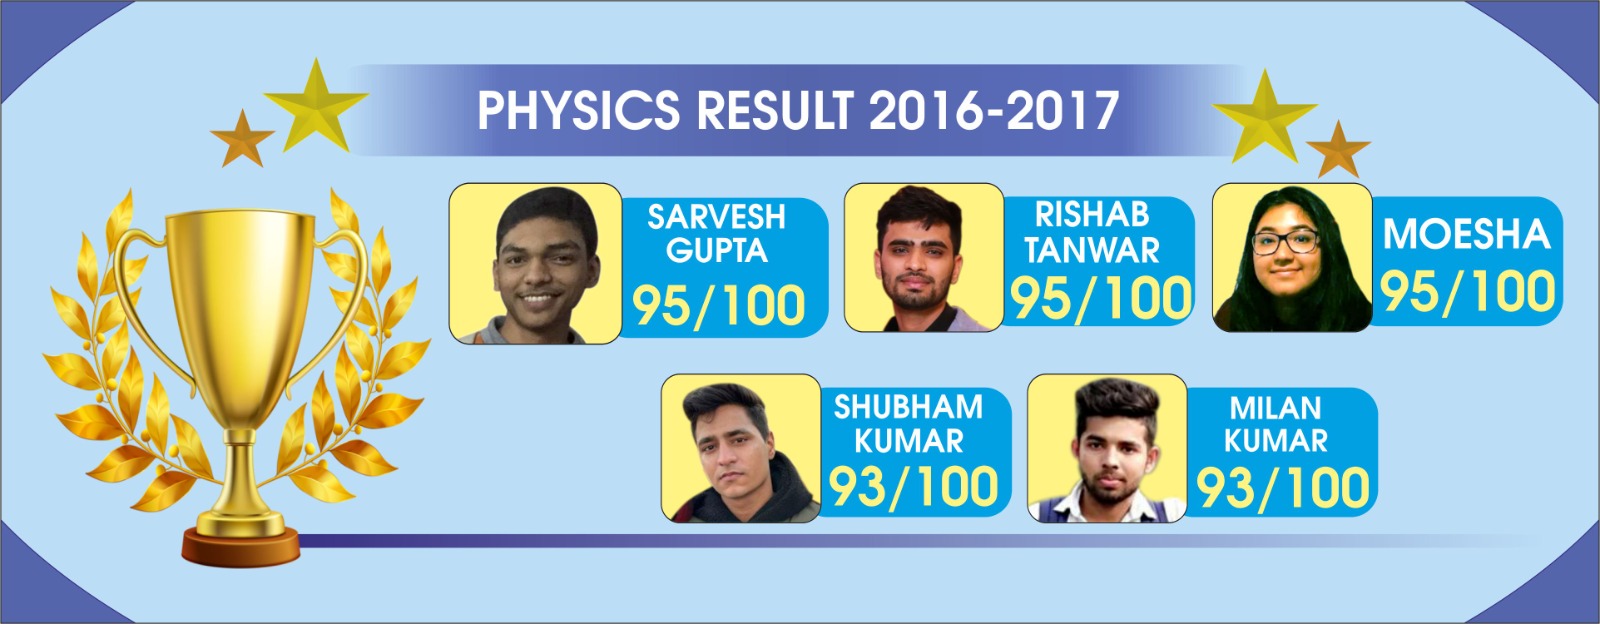 PHYSICS RESULT 2016-2017
SARVESH
GUPTA
95/100
RISHAB
TANWAR
95/100
MOESHA
95/100
SHUBHAM
KUMAR
93/100
MILAN
KUMAR
93/100